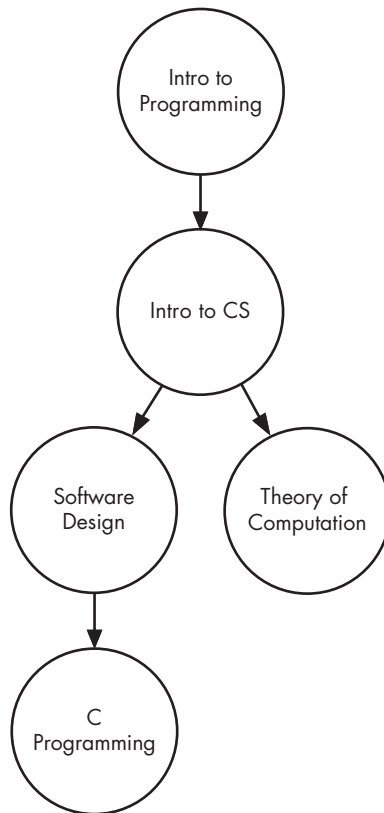 Intro to
Programming
Intro to CS
Software
Design
Theory of
Computation
C
Programming